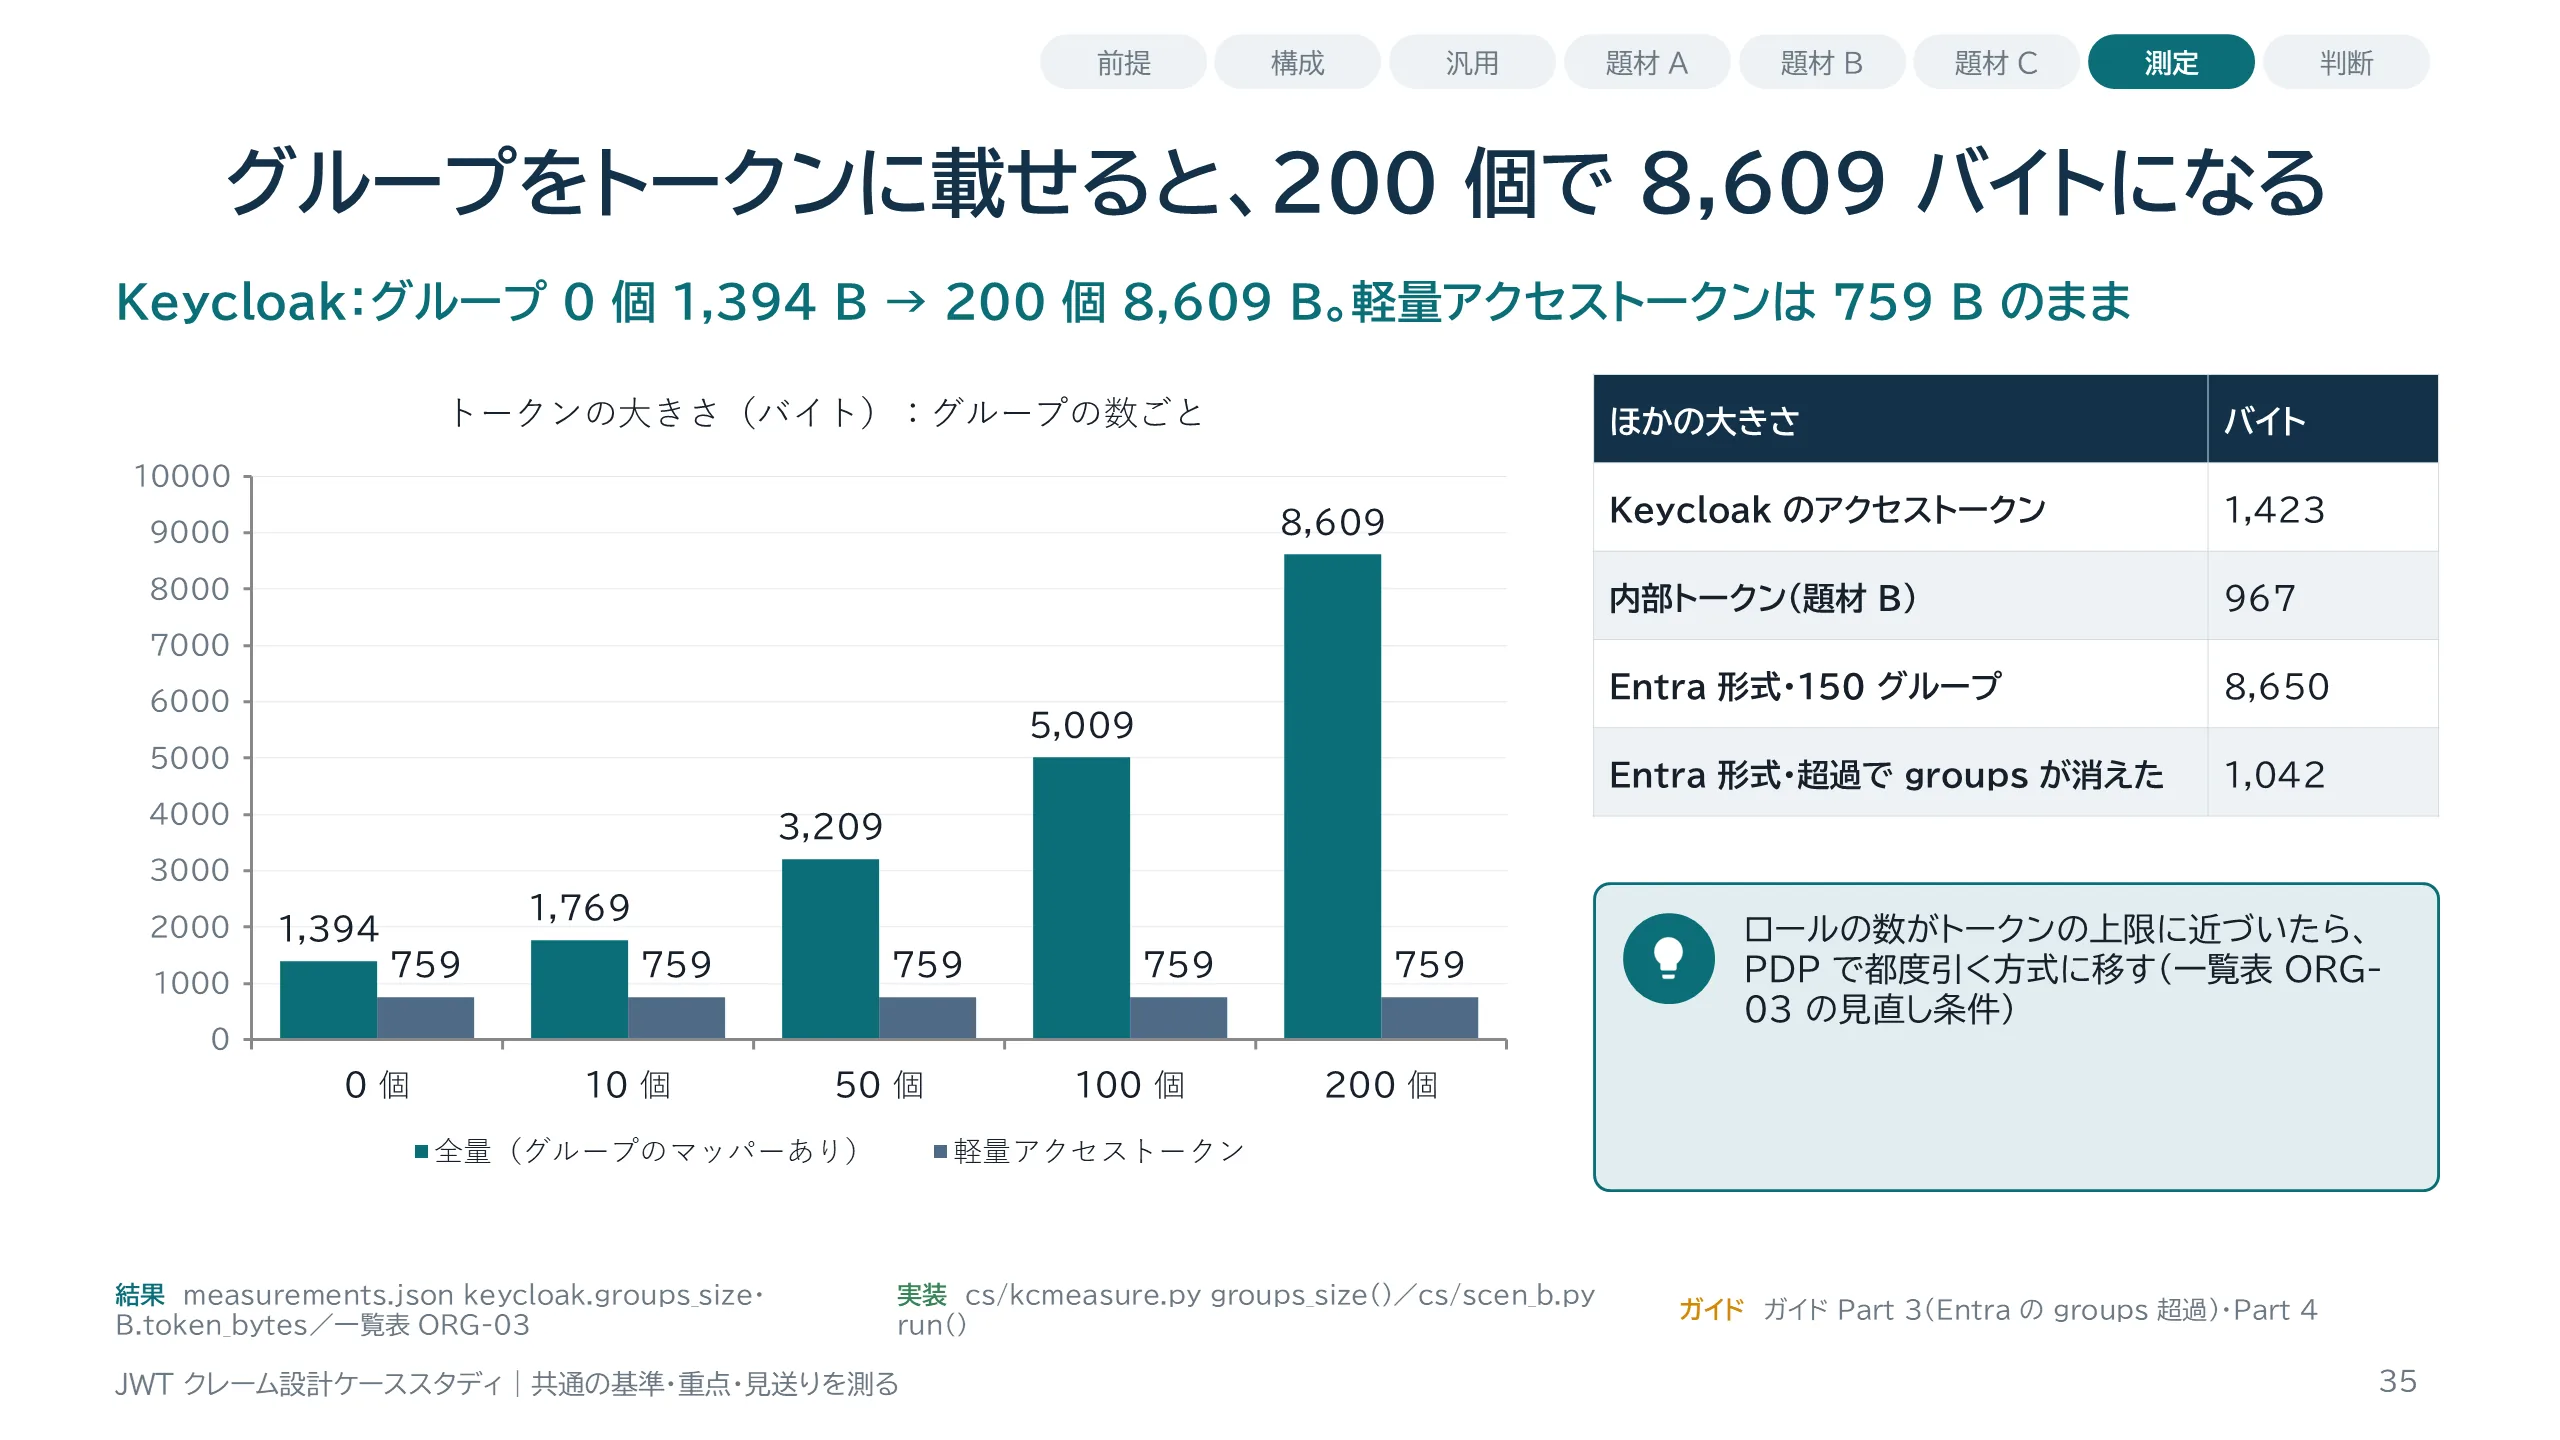 前提
構成
汎用
題材 A
題材 B
題材 C
測定
判断
グループをトークンに載せると、200 個で 8,609 バイトになる
Keycloak：グループ 0 個 1,394 B → 200 個 8,609 B。軽量アクセストークンは 759 B のまま
トークンの大きさ（バイト）：グループの数ごと
10000
9000
8000
7000
6000
5000
4000
3000
2000
1000
0
1,394
759
1,769
759
3,209
759
5,009
759
8,609
759
0 個
10 個
50 個
100 個
200 個
全量（グループのマッパーあり）
軽量アクセストークン
ほかの大きさ バイト
Keycloak のアクセストークン 1,423
内部トークン（題材 B） 967
Entra 形式・150 グループ 8,650
Entra 形式・超過で groups が消えた 1,042
ロールの数がトークンの上限に近づいたら、
PDP で都度引く方式に移す（一覧表 ORG-
03 の見直し条件）
結果 measurements.json keycloak.groups_size・
B.token_bytes／一覧表 ORG-03
実装 cs/kcmeasure.py groups_size()／cs/scen_b.py
run()
ガイド ガイド Part 3（Entra の groups 超過）・Part 4
JWT クレーム設計ケーススタディ｜共通の基準・重点・見送りを測る
35